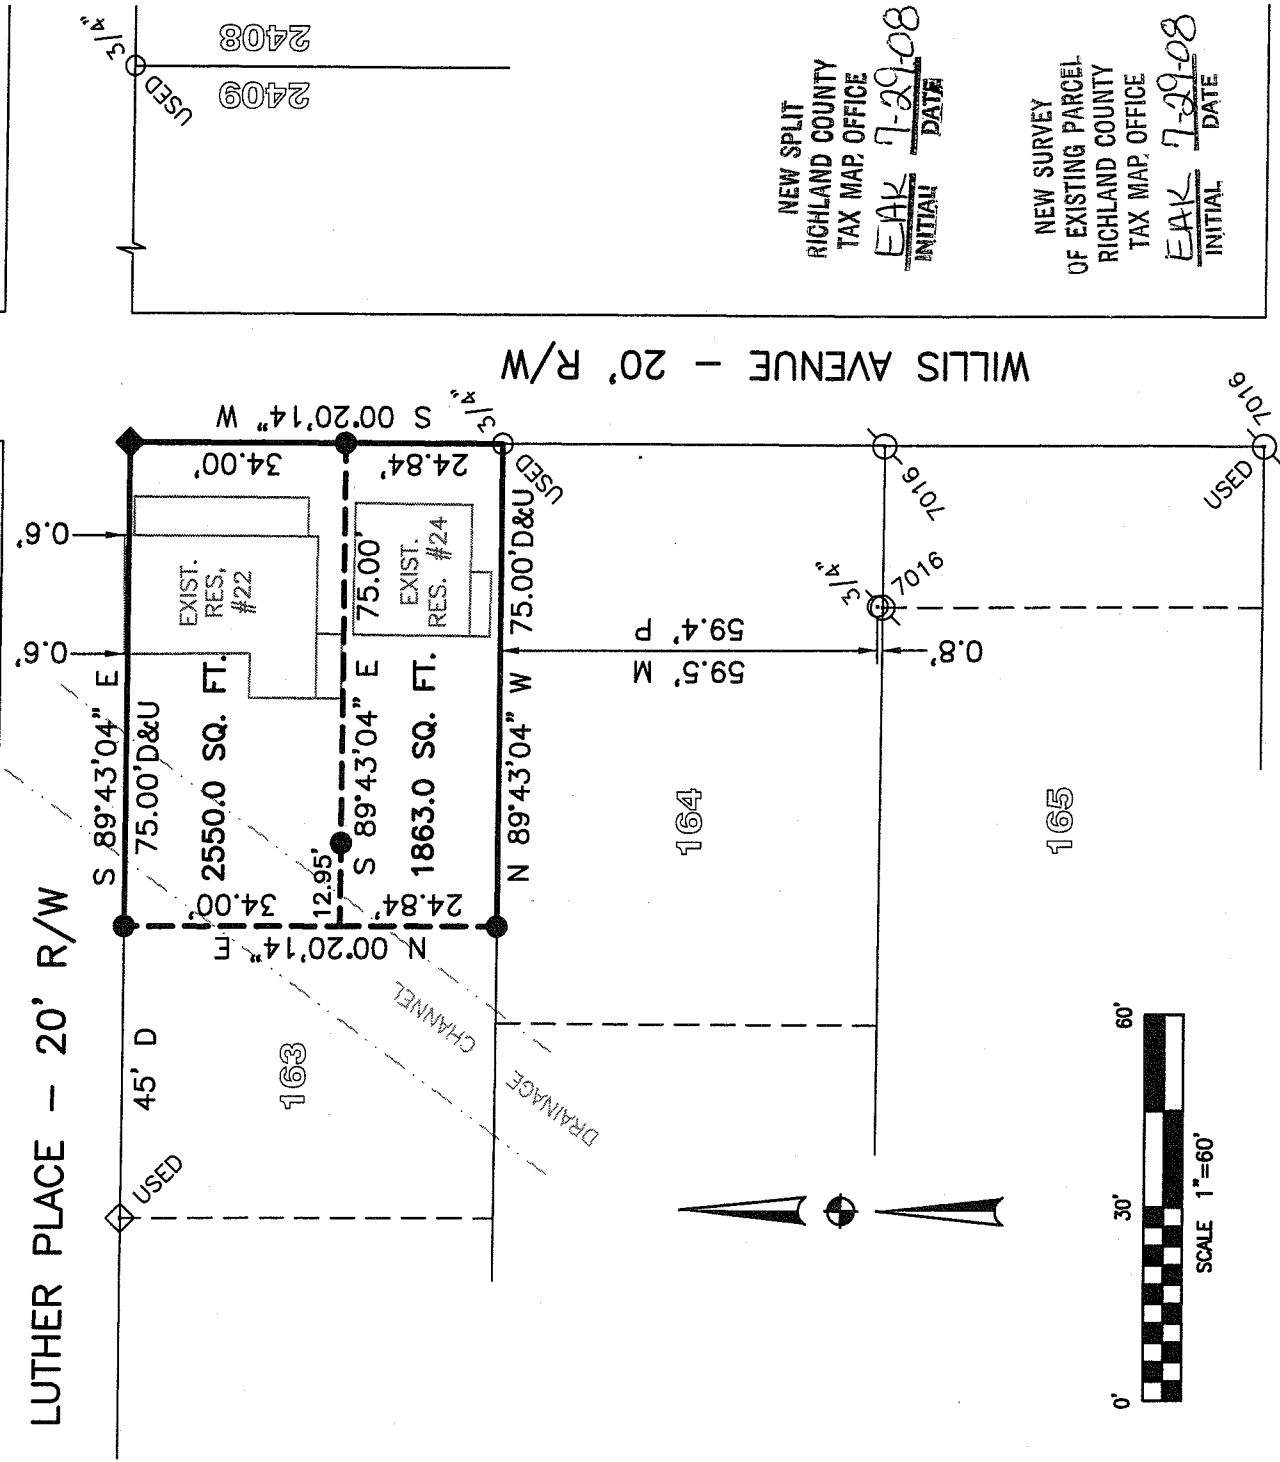 LUTHER PLACE - 20' R/W
WILLIS AVENUE - 20' R/W
3/4"
USED
2409
2408
45' D
USED
163
S 89°43'04" E
75.00'D&U
0.6'
0.6'
2550.0 SQ. FT.
EXIST.
RES,
#22
34.00'
34.00'
S 00°20'14" W
N 00°20'14" E
12.95'
S 89°43'04" E
75.00'
1863.0 SQ. FT.
EXIST.
RES. #24
24.84'
24.84'
N 89°43'04" W
75.00'D&U
3/4"
USED
DRAINAGE
CHANNEL
59.5' M
59.4' P
164
3/4"
7016
7016
0.8'
165
USED
7016
0'
30'
60'
SCALE 1"=60'
NEW SPLIT
RICHLAND COUNTY
TAX MAP, OFFICE
EAK 7-29-08
INITIAL DATE
NEW SURVEY
OF EXISTING PARCEL
RICHLAND COUNTY
TAX MAP, OFFICE
EAK 7-29-08
INITIAL DATE